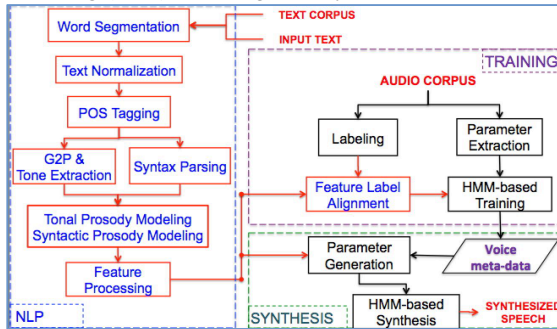 Word Segmentation
TEXT CORPUS
INPUT TEXT
Text Normalization
POS Tagging
G2P &
Tone Extraction
Syntax Parsing
Tonal Prosody Modeling
Syntactic Prosody Modeling
Feature
Processing
NLP
TRAINING
AUDIO CORPUS
Labeling
Parameter
Extraction
Feature Label
Alignment
HMM-based
Training
Parameter
Generation
Voice
meta-data
HMM-based
Synthesis
SYNTHESIZED
SPEECH
SYNTHESIS